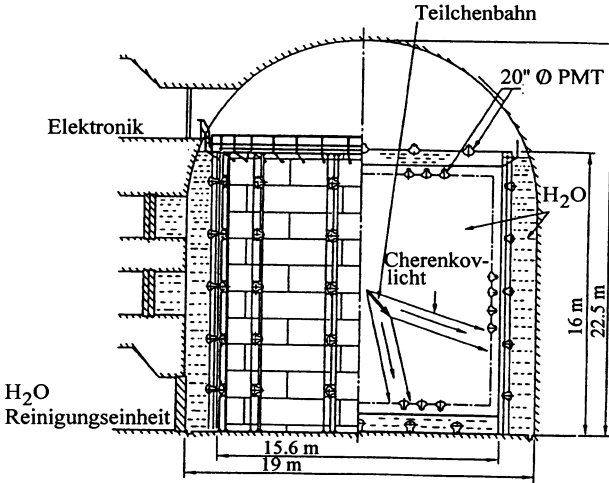 Teilchenbahn
20" Ø PMT
Elektronik
H₂O
Cherenkov-
licht
16 m
22.5 m
H₂O
Reinigungseinheit
15.6 m
19 m